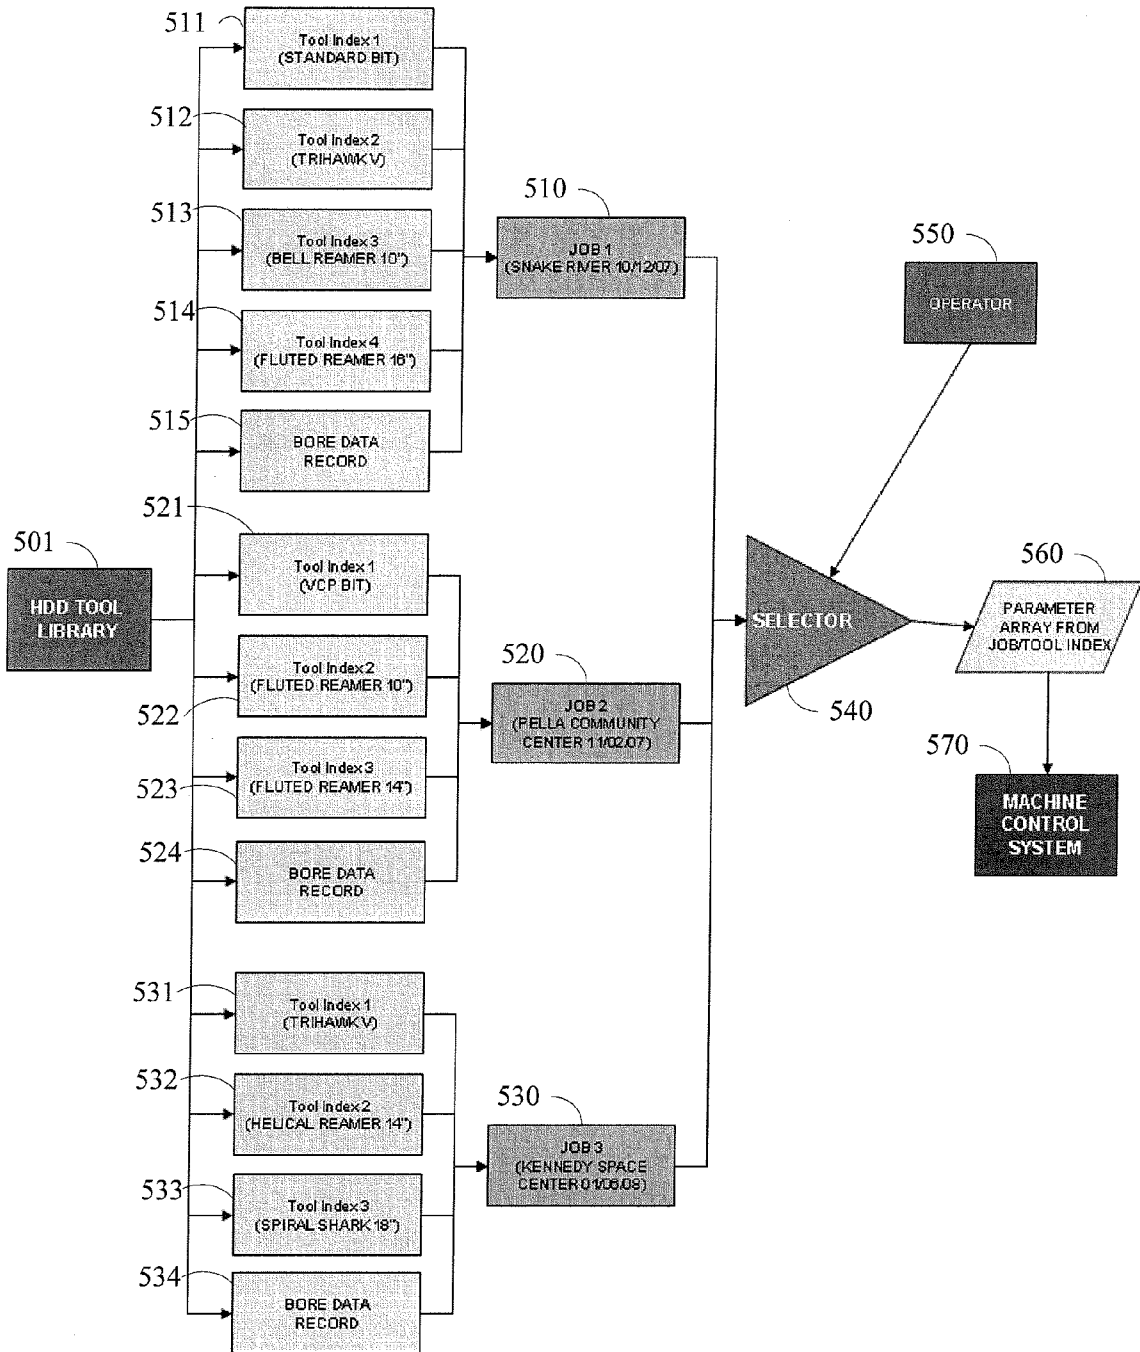 511
Tool Index 1
(STANDARD BIT)
512
Tool Index 2
(TRIHAWK V)
513
Tool Index 3
(BELL REAMER 10")
514
Tool Index 4
(FLUTED REAMER 16")
515
BORE DATA
RECORD
510
JOB 1
(SNAKE RIVER 10/12/07)
550
OPERATOR
501
HDD TOOL
LIBRARY
521
Tool Index 1
(VCP BIT)
522
Tool Index 2
(FLUTED REAMER 10")
523
Tool Index 3
(FLUTED REAMER 14")
524
BORE DATA
RECORD
520
JOB 2
(PELLA COMMUNITY
CENTER 11/02/07)
SELECTOR
540
560
PARAMETER
ARRAY FROM
JOB/TOOL INDEX
570
MACHINE
CONTROL
SYSTEM
531
Tool Index 1
(TRIHAWK V)
532
Tool Index 2
(HELICAL REAMER 14")
533
Tool Index 3
(SPIRAL SHARK 18")
534
BORE DATA
RECORD
530
JOB 3
(KENNEDY SPACE
CENTER 01/06/08)